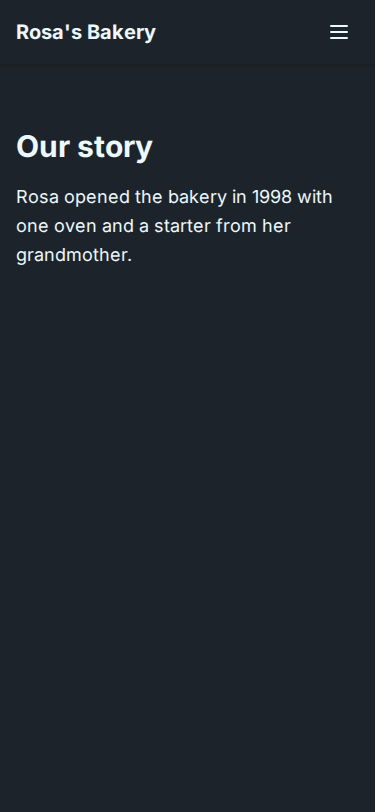 Rosa's Bakery
Our story
Rosa opened the bakery in 1998 with
one oven and a starter from her
grandmother.